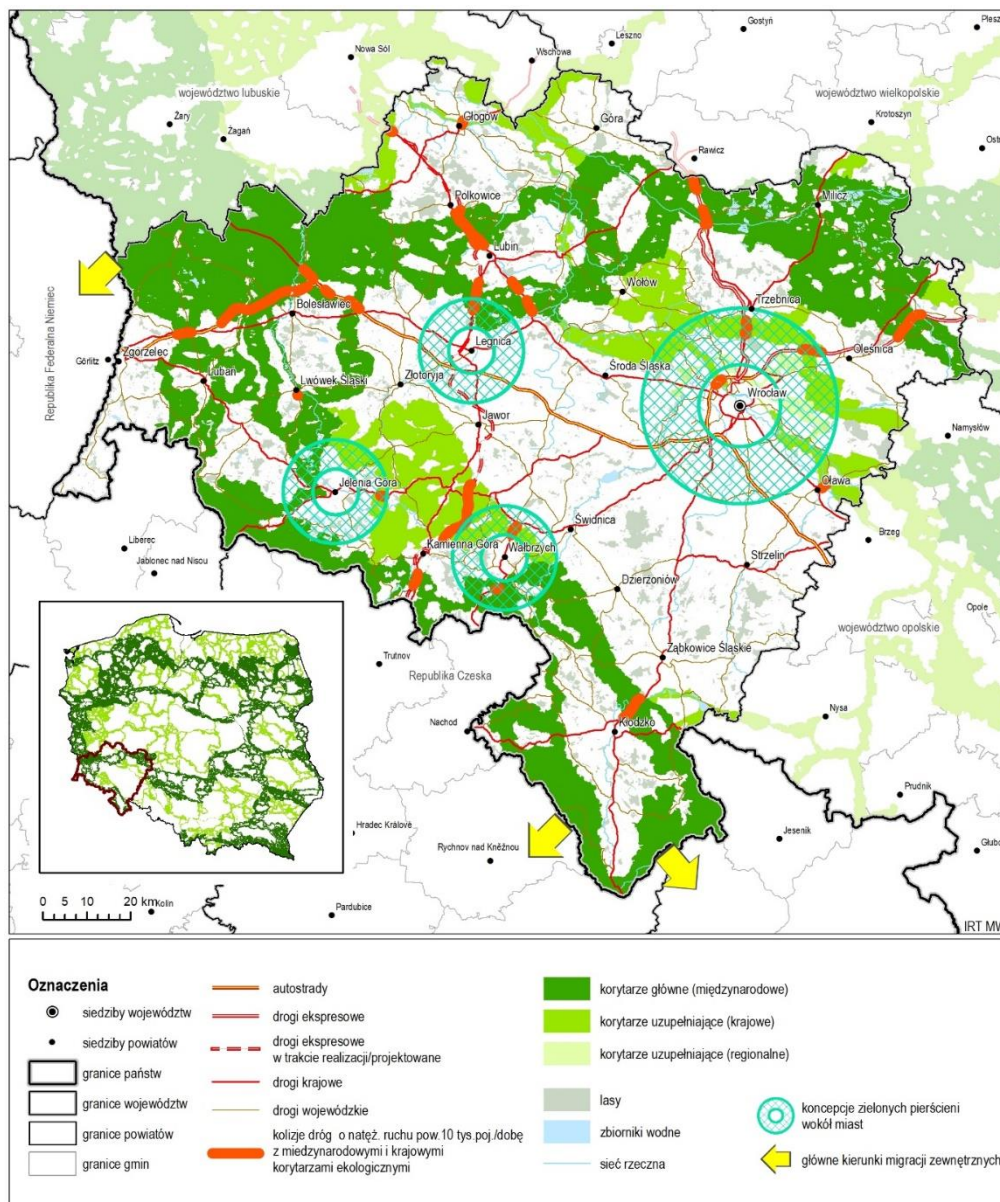 Gostyń
Plesz
Leszno
Nowa Sól
Wschowa
województwo lubuskie
województwo wielkopolskie
Żary
Żagań
Głogów
Góra
Krotoszyn
Rawicz
Ostr
Polkowice
Milicz
Lubin
Wołów
Bolesławiec
Trzebnica
Legnica
Oleśnica
Görlitz
Zgorzelec
Środa Śląska
Republika Federalna Niemiec
Lubań
Lwówek Śląski
Złotoryja
Wrocław
Jawor
Namysłów
Jelenia Góra
Oława
Świdnica
Brzeg
Liberec
Kamienna Góra
Wałbrzych
Jablonec nad Nisou
Strzelin
Dzierżoniów
Opole
województwo opolskie
Trutnov
Republika Czeska
Ząbkowice Śląskie
Nachod
Kłodzko
Nysa
Prudnik
Hradec Králové
Rychnov nad Kněžnou
Jesenik
Głubc
0 5 10 20 km
Kolín
Pardubice
IRT MW
Oznaczenia
siedziby województw
siedziby powiatów
granice państw
granice województw
granice powiatów
granice gmin
autostrady
drogi ekspresowe
drogi ekspresowe
w trakcie realizacji/projektowane
drogi krajowe
drogi wojewódzkie
kolizje dróg o natęż. ruchu pow.10 tys.poj./dobę
z miedzynarodowymi i krajowymi
korytarzami ekologicznymi
korytarze główne (międzynarodowe)
korytarze uzupełniające (krajowe)
korytarze uzupełniające (regionalne)
lasy
zbiorniki wodne
sieć rzeczna
koncepcje zielonych pierścieni
wokół miast
główne kierunki migracji zewnętrznych